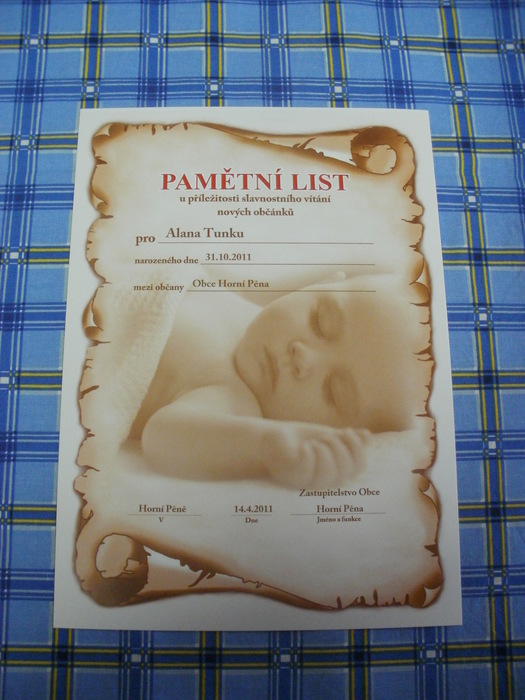 PAMĚTNÍ LIST
u příležitosti slavnostního vítání
nových občánků
pro Alana Tunku
narozeného dne 31.10.2011
mezi občany Obce Horní Pěna
Zastupitelstvo Obce
Horní Pěně 14.4.2011 Horní Pěna
V Dne Jméno a funkce